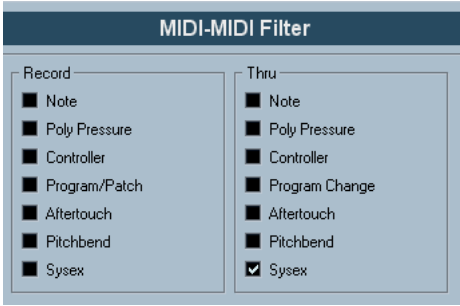 MIDI-MIDI Filter
Record
Note
Poly Pressure
Controller
Program/Patch
Aftertouch
Pitchbend
Sysex
Thru
Note
Poly Pressure
Controller
Program Change
Aftertouch
Pitchbend
Sysex